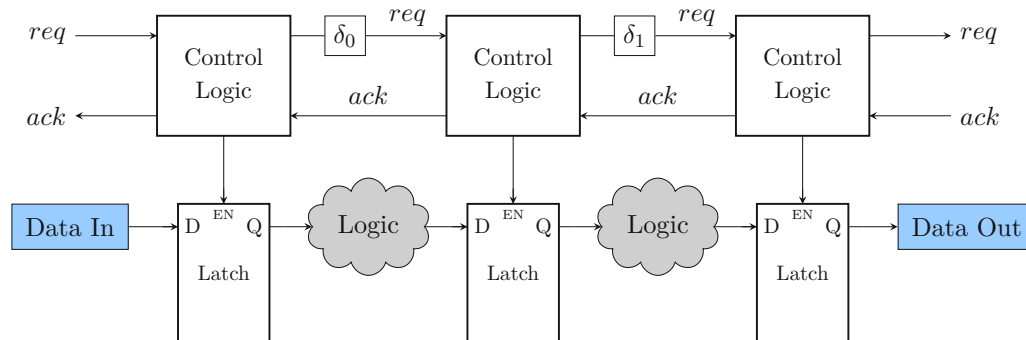 req δ₀ req δ₁ req req
Control Logic Control Logic Control Logic
ack ack ack ack
Data In D EN Q Logic D EN Q Logic D EN Q Data Out
Latch Latch Latch